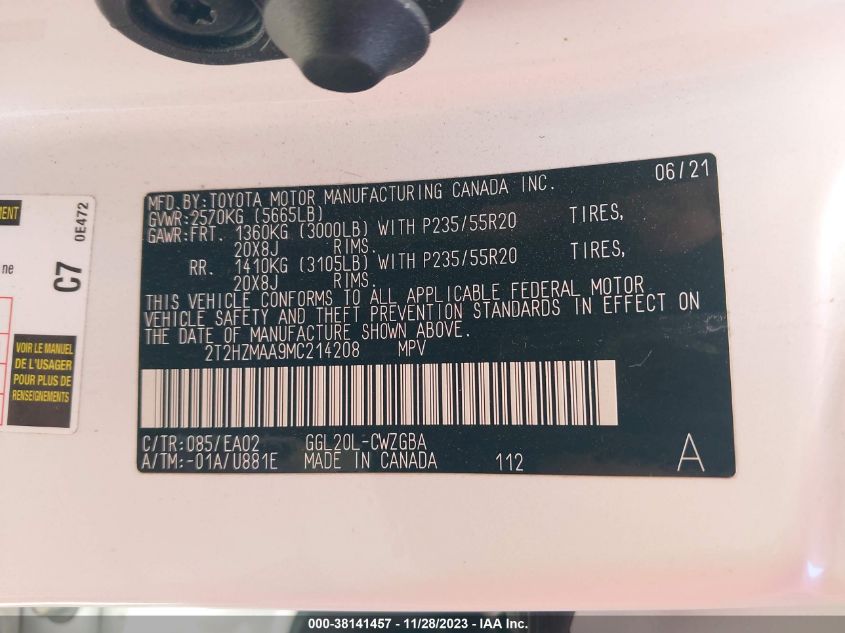 MFD. BY:TOYOTA MOTOR MANUFACTURING CANADA INC. 06/21
GVWR:2570KG (5665LB)
GAWR:FRT. 1360KG (3000LB) WITH P235/55R20 TIRES,
20X8J RIMS.
RR. 1410KG (3105LB) WITH P235/55R20 TIRES,
20X8J RIMS.
THIS VEHICLE CONFORMS TO ALL APPLICABLE FEDERAL MOTOR
VEHICLE SAFETY AND THEFT PREVENTION STANDARDS IN EFFECT ON
THE DATE OF MANUFACTURE SHOWN ABOVE.
2T2HZMAA9MC214208 MPV
C/TR:085/EA02 GGL20L-CWZGBA
A/TM:-01A/U881E MADE IN CANADA 112 A
ne
C7
0E472
VOIR LE MANUEL
DE L'USAGER
POUR PLUS DE
RENSEIGNEMENTS
000-38141457 - 11/28/2023 - IAA Inc.